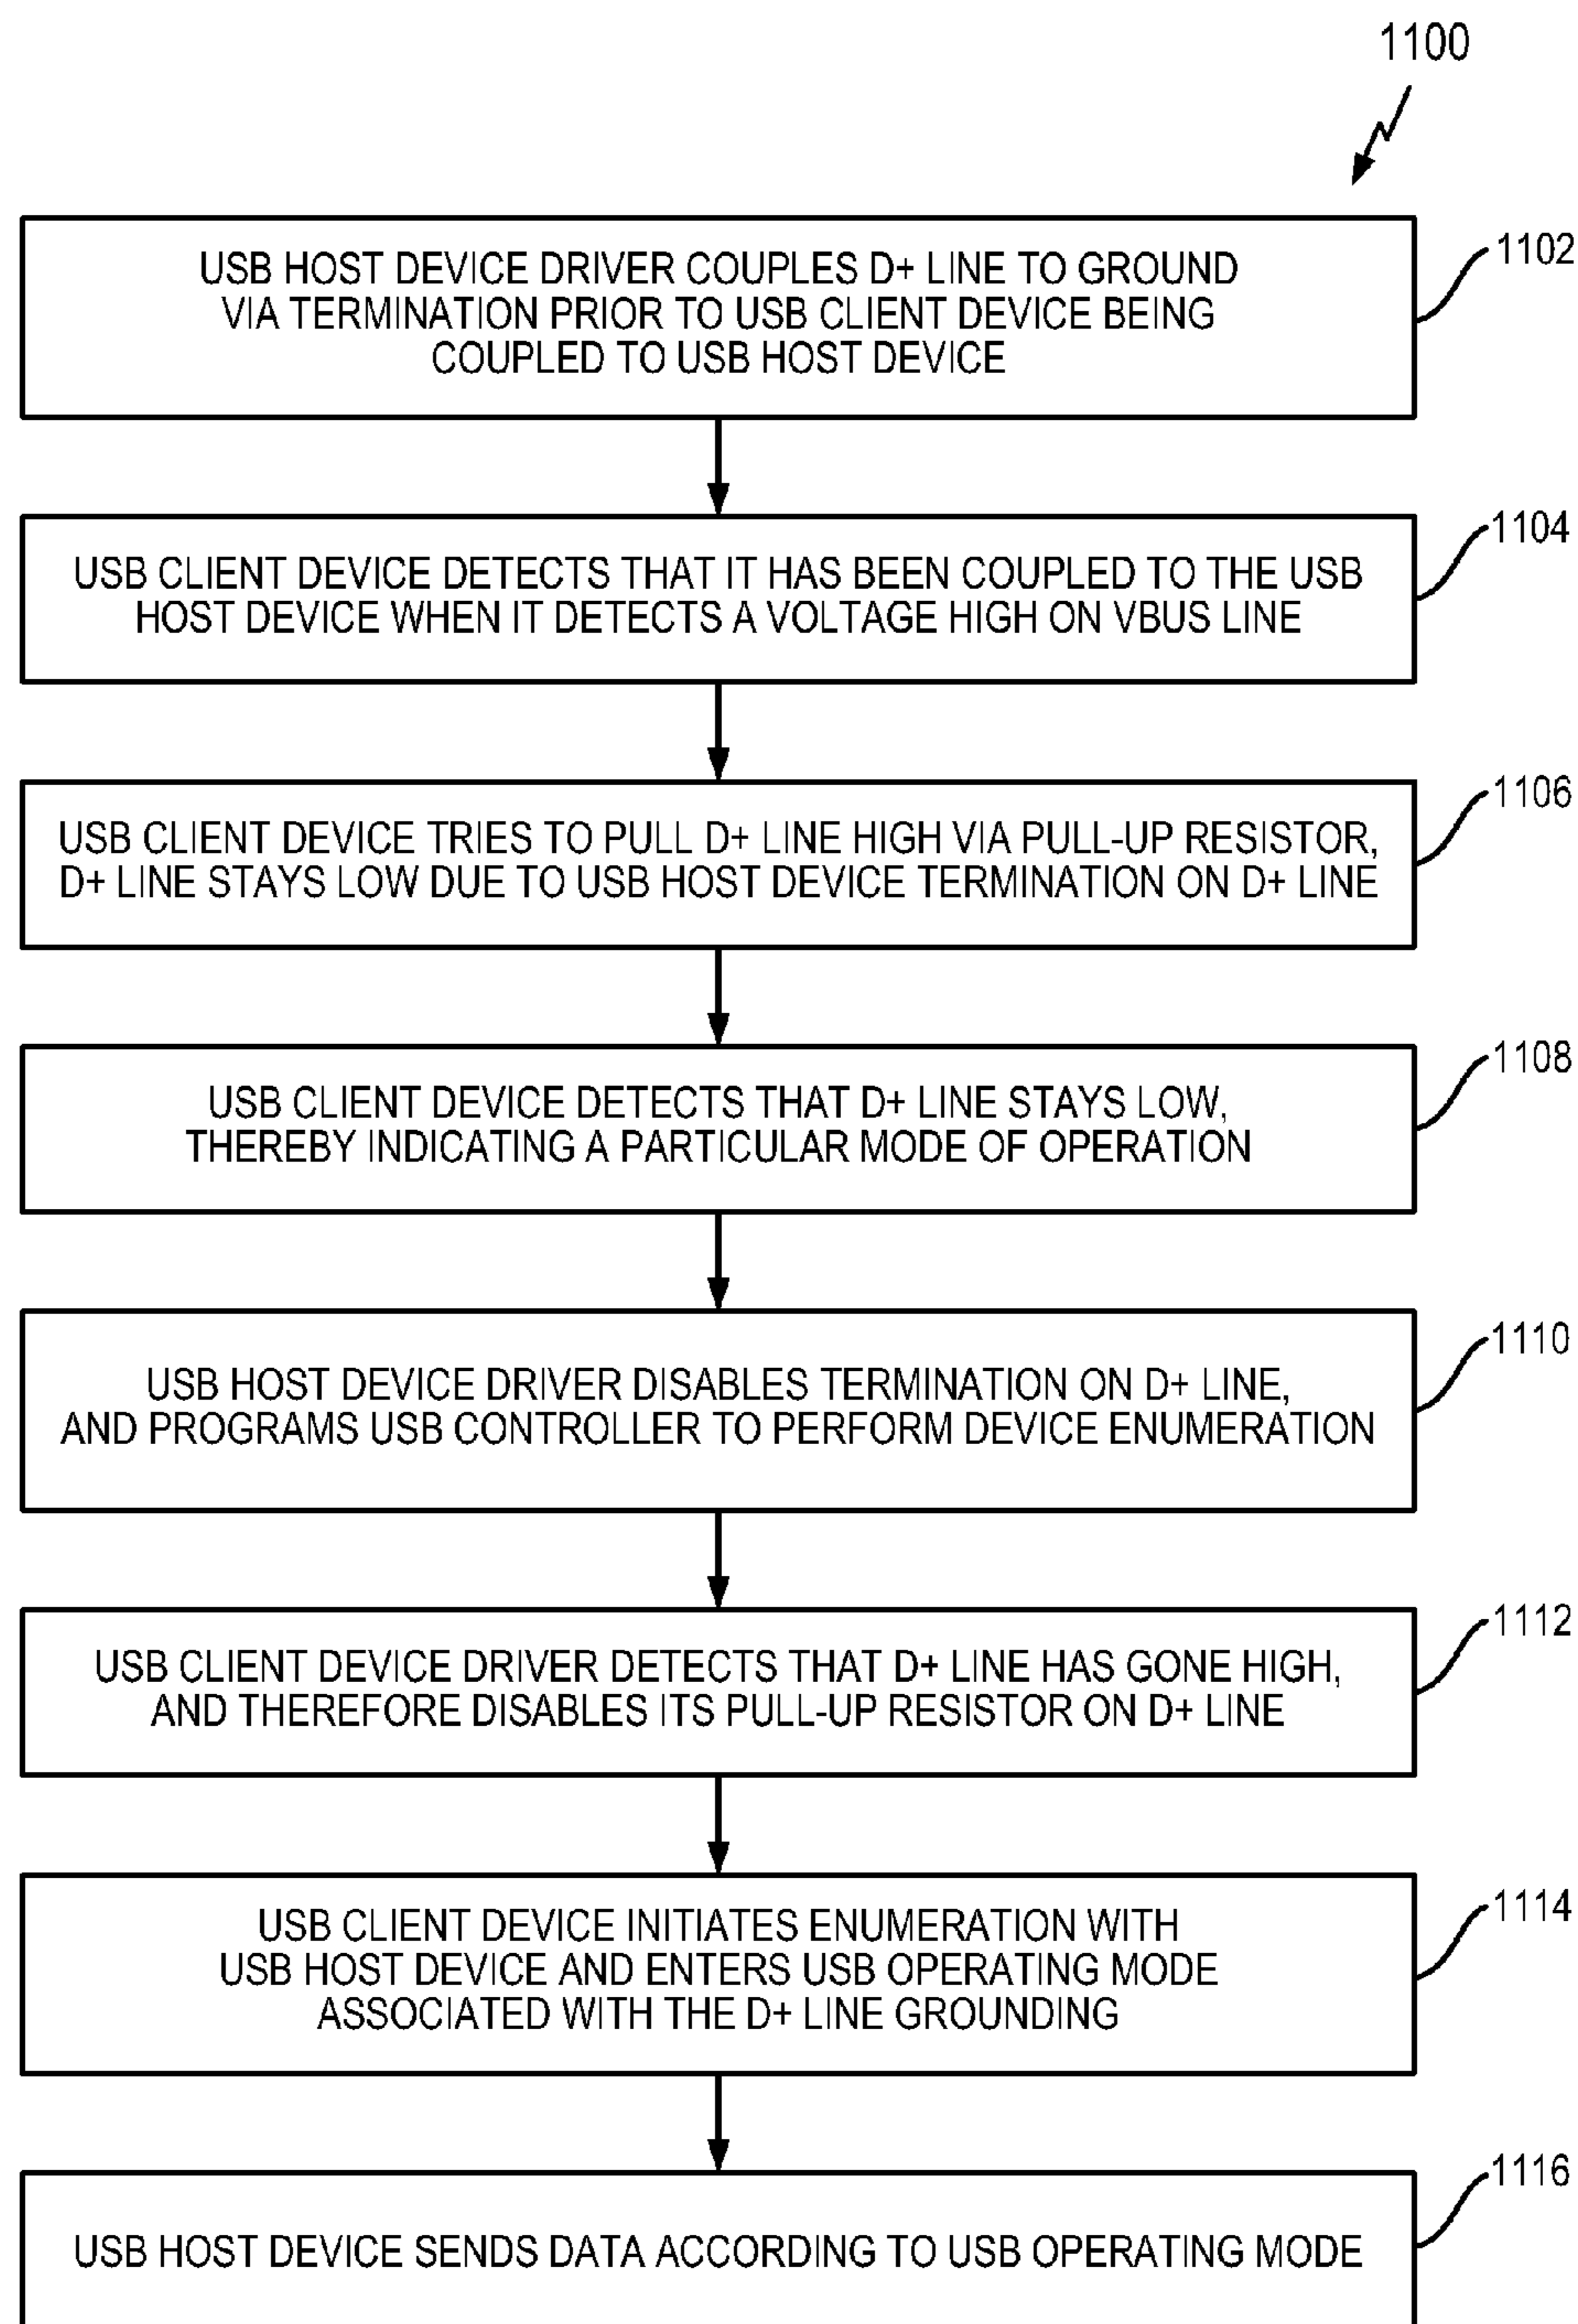 1100
USB HOST DEVICE DRIVER COUPLES D+ LINE TO GROUND
VIA TERMINATION PRIOR TO USB CLIENT DEVICE BEING
COUPLED TO USB HOST DEVICE
1102
USB CLIENT DEVICE DETECTS THAT IT HAS BEEN COUPLED TO THE USB
HOST DEVICE WHEN IT DETECTS A VOLTAGE HIGH ON VBUS LINE
1104
USB CLIENT DEVICE TRIES TO PULL D+ LINE HIGH VIA PULL-UP RESISTOR,
D+ LINE STAYS LOW DUE TO USB HOST DEVICE TERMINATION ON D+ LINE
1106
USB CLIENT DEVICE DETECTS THAT D+ LINE STAYS LOW,
THEREBY INDICATING A PARTICULAR MODE OF OPERATION
1108
USB HOST DEVICE DRIVER DISABLES TERMINATION ON D+ LINE,
AND PROGRAMS USB CONTROLLER TO PERFORM DEVICE ENUMERATION
1110
USB CLIENT DEVICE DRIVER DETECTS THAT D+ LINE HAS GONE HIGH,
AND THEREFORE DISABLES ITS PULL-UP RESISTOR ON D+ LINE
1112
USB CLIENT DEVICE INITIATES ENUMERATION WITH
USB HOST DEVICE AND ENTERS USB OPERATING MODE
ASSOCIATED WITH THE D+ LINE GROUNDING
1114
USB HOST DEVICE SENDS DATA ACCORDING TO USB OPERATING MODE
1116